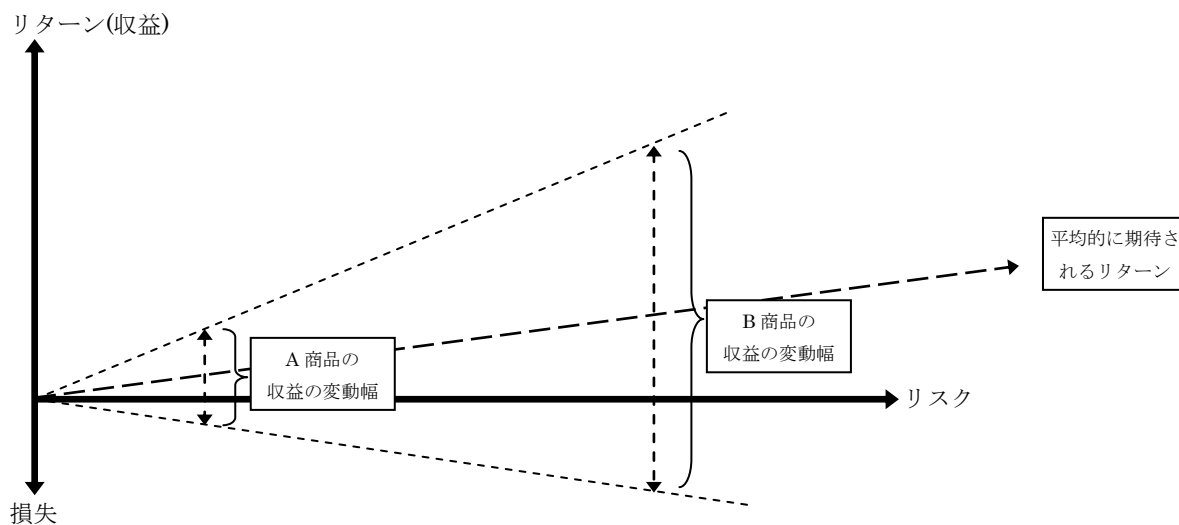 リターン(収益)
平均的に期待さ
れるリターン
B 商品の
収益の変動幅
A 商品の
収益の変動幅
リスク
損失